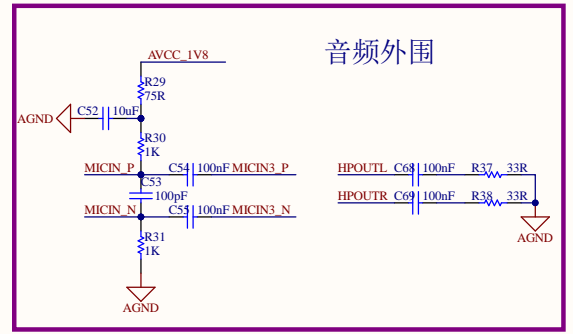 音频外围
AVCC_1V8
R29
75R
C52 10uF
AGND
R30
1K
MICIN_P C54 100nF MICIN3_P
C53
100pF
MICIN_N C55 100nF MICIN3_N
R31
1K
AGND
HPOUTL C68 100nF R37 33R
HPOUTR C69 100nF R38 33R
AGND